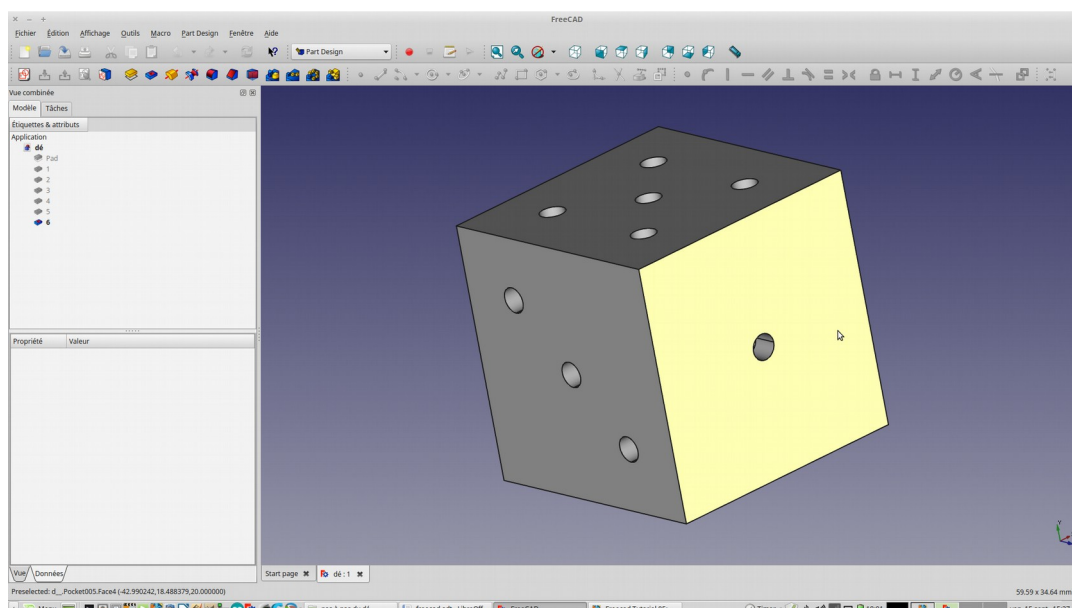 FreeCAD
Fichier Édition Affichage Outils Macro Part Design Fenêtre Aide
Part Design
Vue combinée
Modèle Tâches
Étiquettes & attributs
Application
dé
Pad
1
2
3
4
5
6
Propriété Valeur
Vue Données
Start page dé : 1
Preselected: d__.Pocket005.Face4 (-42.990242,18.488379,20.000000) 59.59 x 34.64 mm